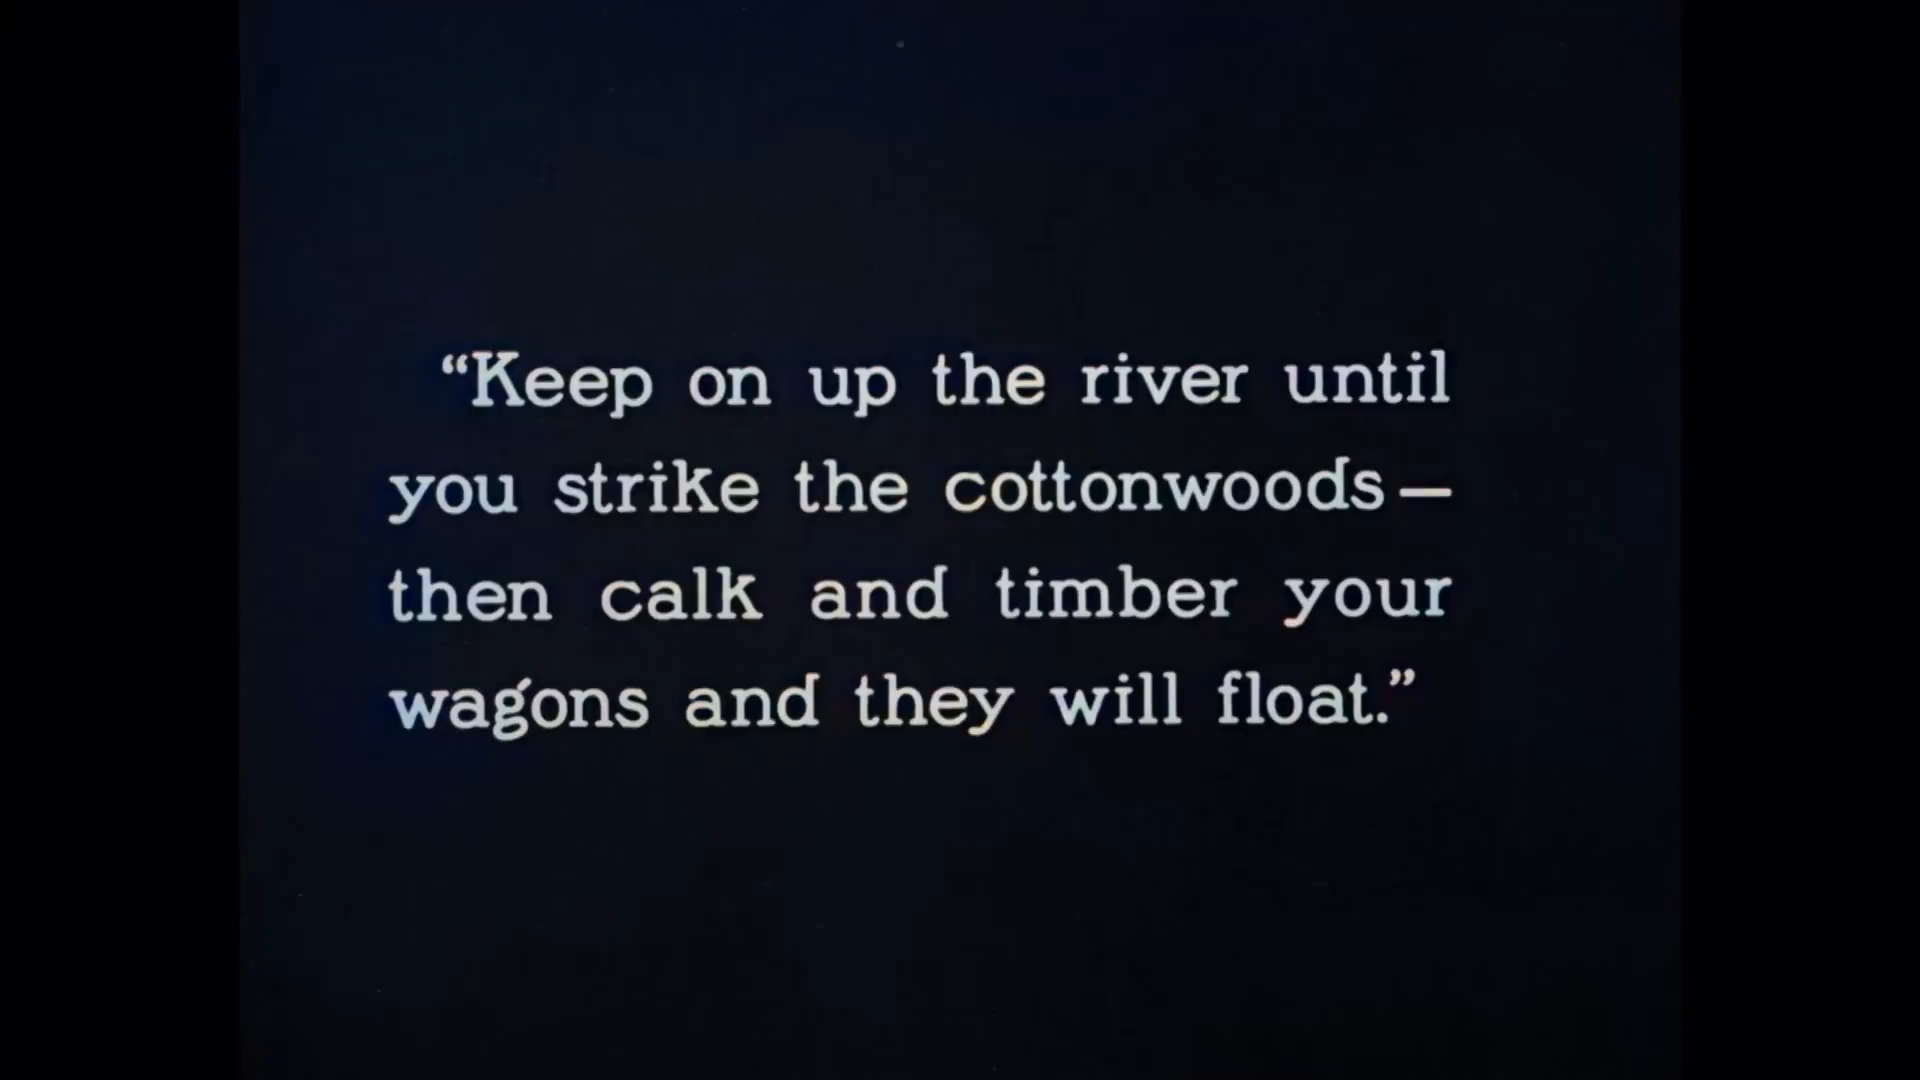 “Keep on up the river until
you strike the cottonwoods—
then calk and timber your
wagons and they will float.”